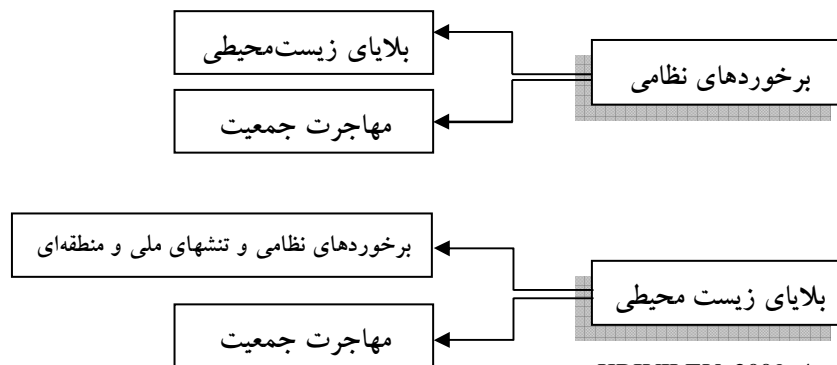 برخوردهای نظامی
بلایای زیست‌محیطی
مهاجرت جمعیت
بلایای زیست محیطی
برخوردهای نظامی و تنشهای ملی و منطقه‌ای
مهاجرت جمعیت